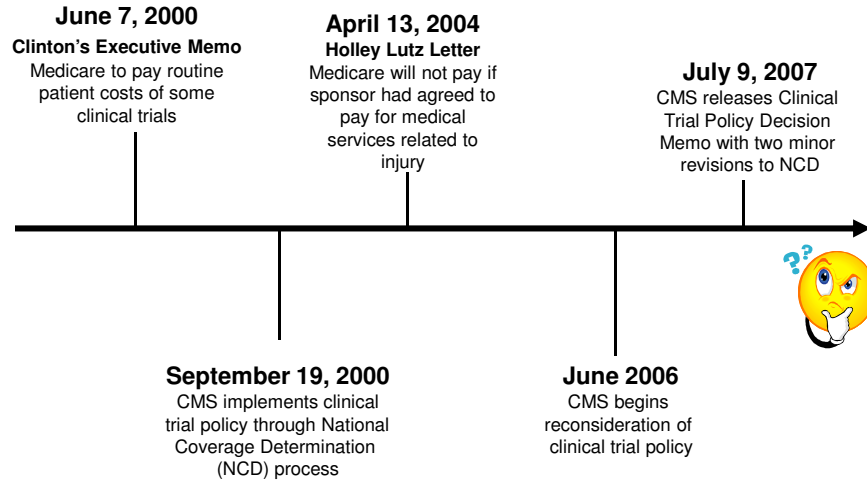 June 7, 2000
Clinton's Executive Memo
Medicare to pay routine
patient costs of some
clinical trials
April 13, 2004
Holley Lutz Letter
Medicare will not pay if
sponsor had agreed to
pay for medical
services related to
injury
July 9, 2007
CMS releases Clinical
Trial Policy Decision
Memo with two minor
revisions to NCD
??
September 19, 2000
CMS implements clinical
trial policy through National
Coverage Determination
(NCD) process
June 2006
CMS begins
reconsideration of
clinical trial policy